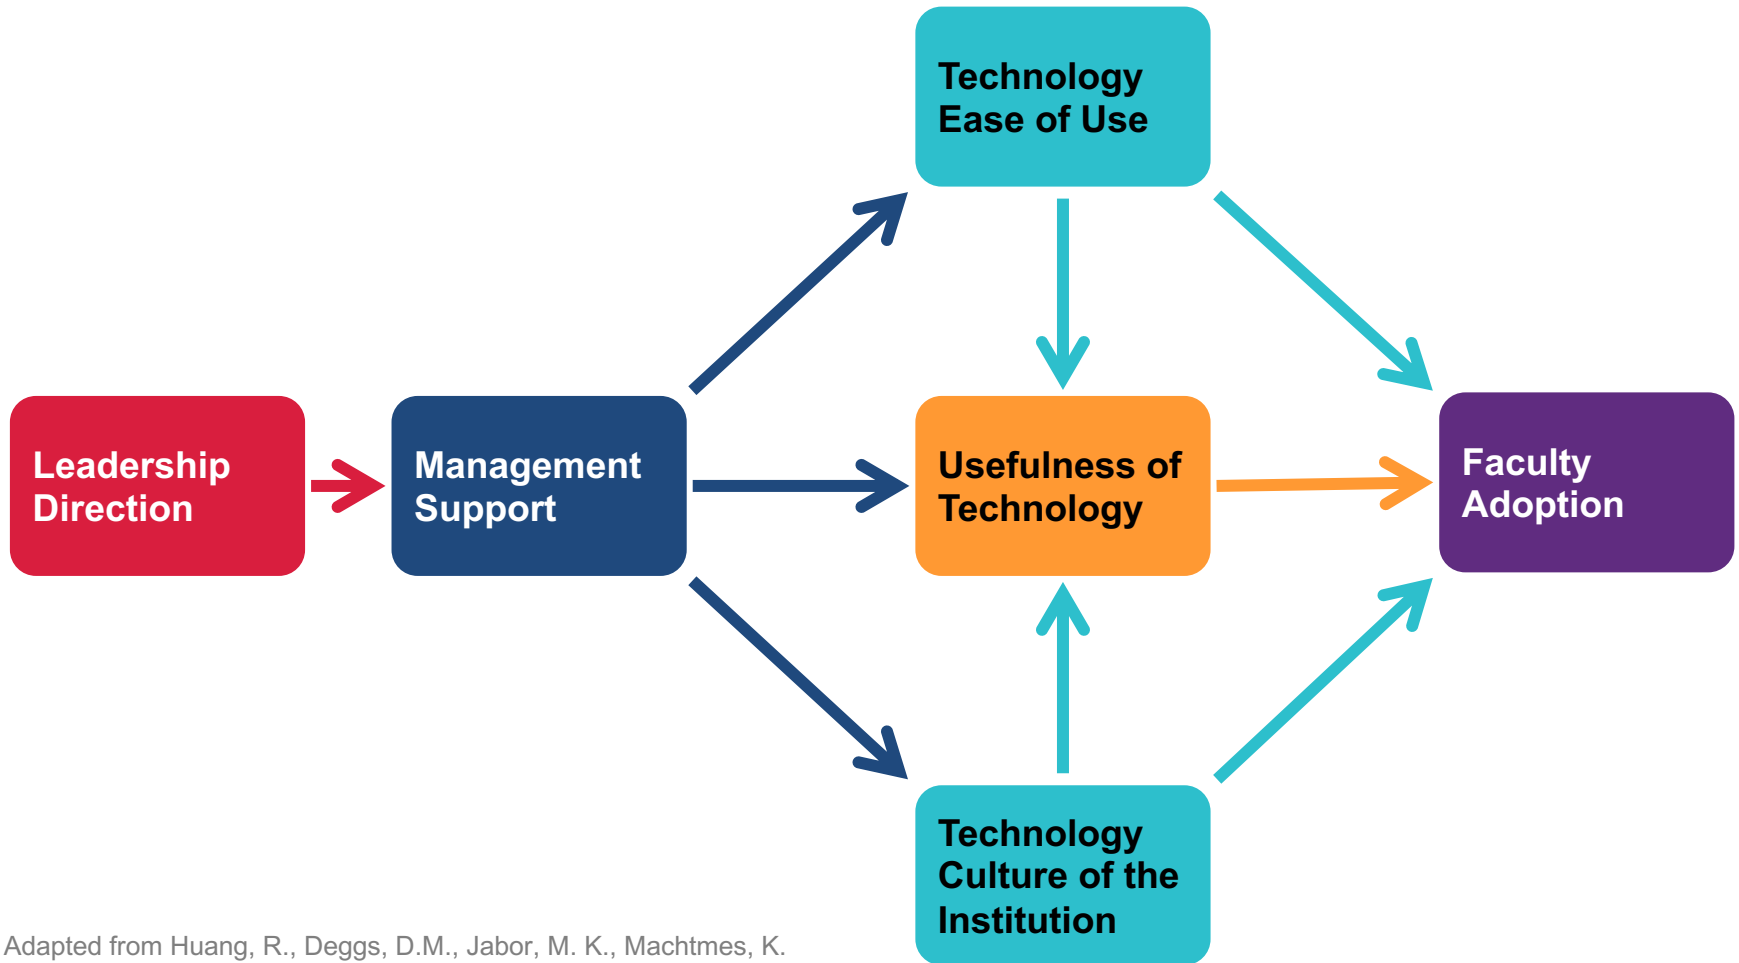 Technology
Ease of Use
Leadership
Direction
Management
Support
Usefulness of
Technology
Faculty
Adoption
Technology
Culture of the
Institution
Adapted from Huang, R., Deggs, D.M., Jabor, M. K., Machtmes, K.